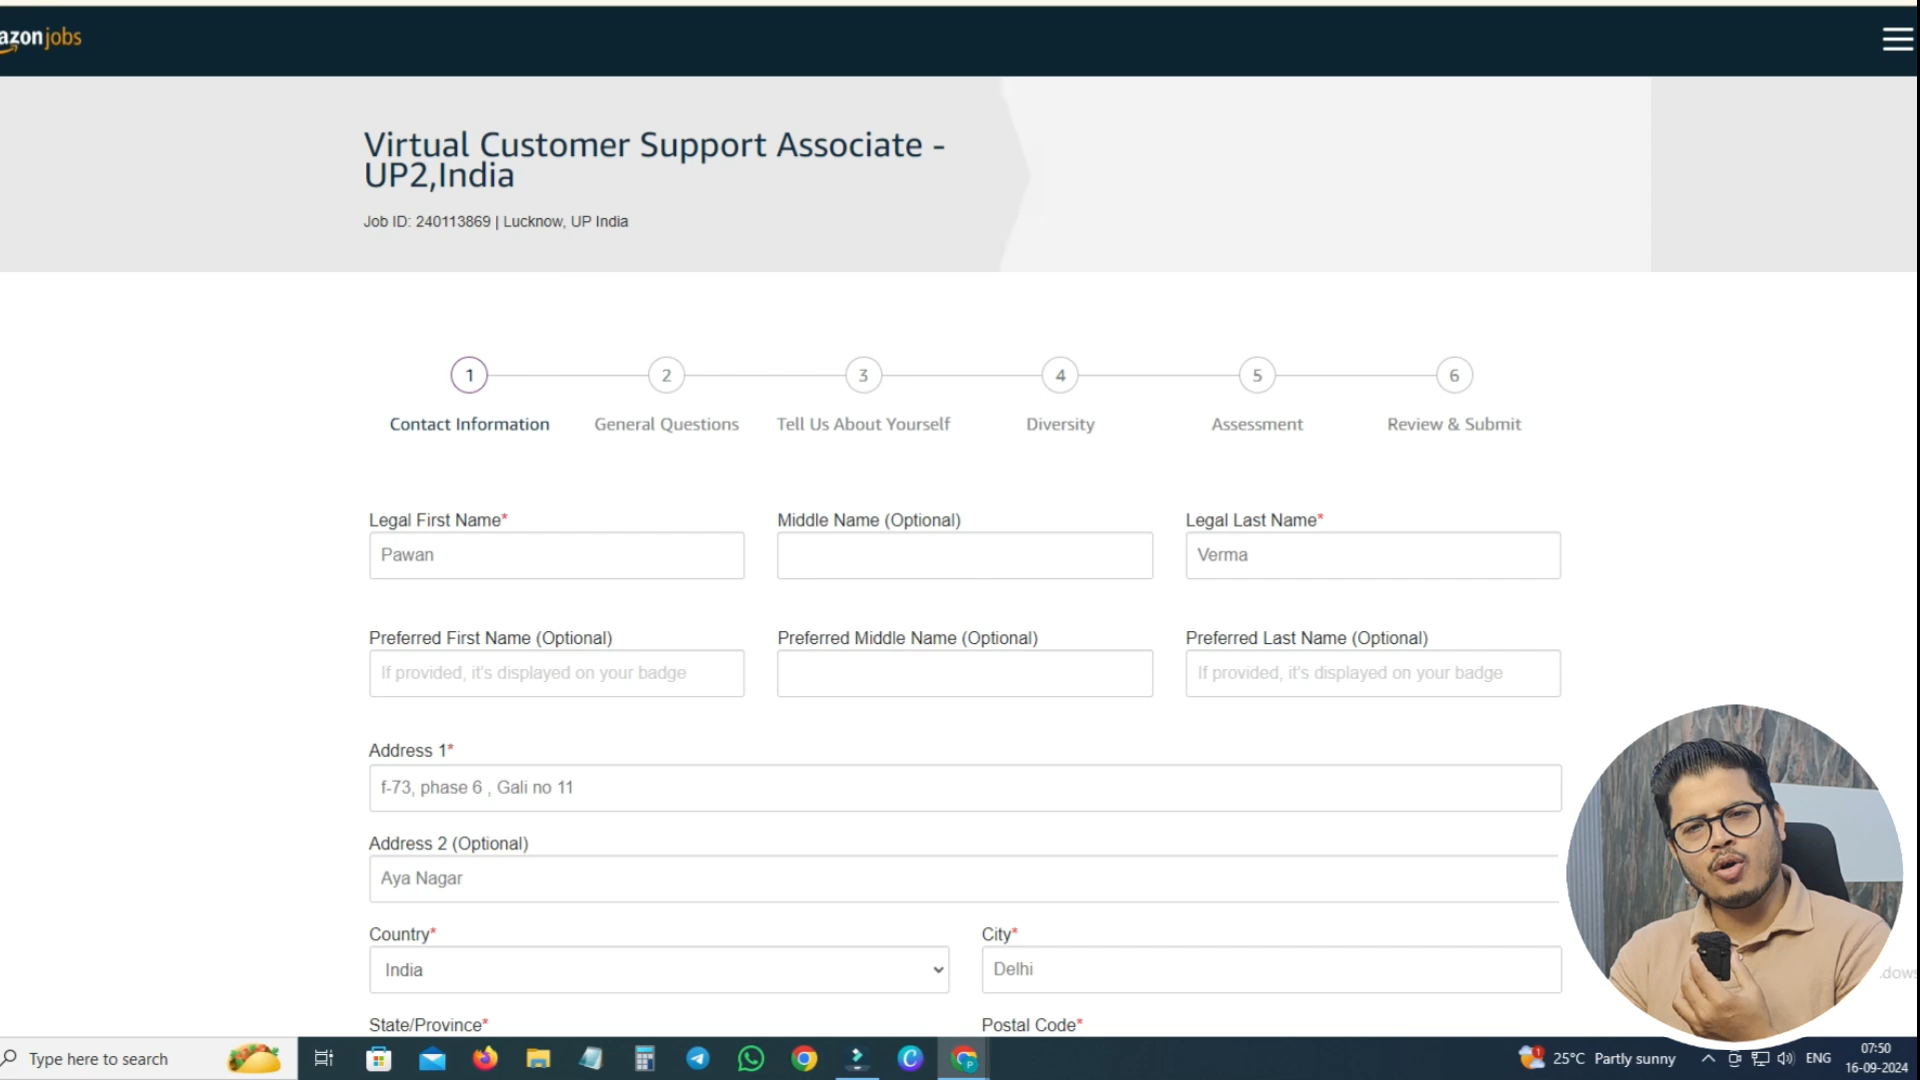 azon jobs
Virtual Customer Support Associate -
UP2,India
Job ID: 240113869 | Lucknow, UP India
1 2 3 4 5 6
Contact Information General Questions Tell Us About Yourself Diversity Assessment Review & Submit
Legal First Name* Middle Name (Optional) Legal Last Name*
Pawan Verma
Preferred First Name (Optional) Preferred Middle Name (Optional) Preferred Last Name (Optional)
If provided, it's displayed on your badge If provided, it's displayed on your badge
Address 1*
f-73, phase 6 , Gali no 11
Address 2 (Optional)
Aya Nagar
Country* City*
India Delhi
State/Province* Postal Code*
Type here to search 25°C Partly sunny ENG 07:50
16-09-2024